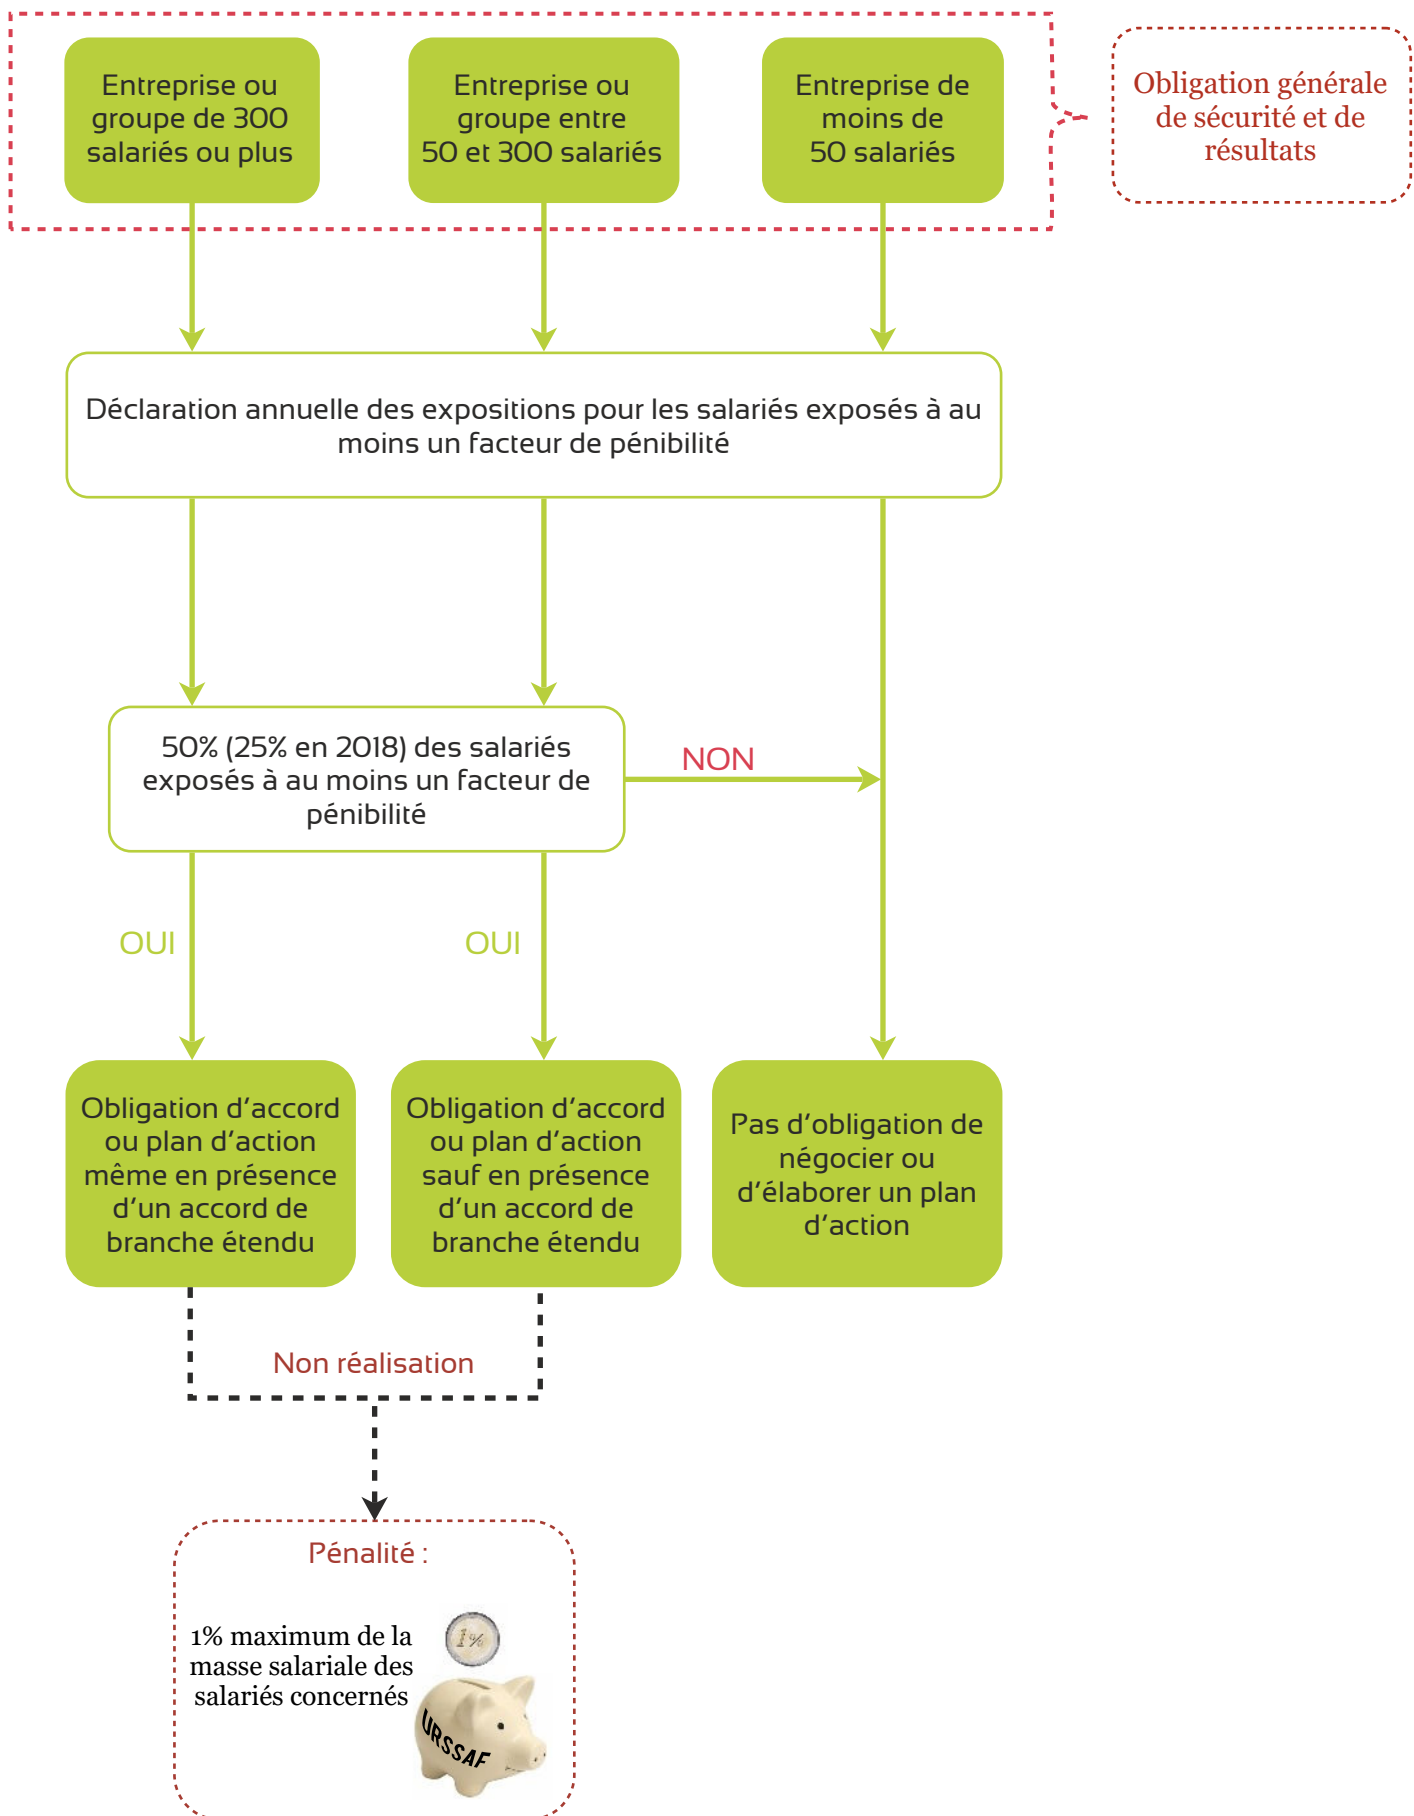 Entreprise ou
groupe de 300
salariés ou plus
Entreprise ou
groupe entre
50 et 300 salariés
Entreprise de
moins de
50 salariés
Obligation générale
de sécurité et de
résultats
Déclaration annuelle des expositions pour les salariés exposés à au
moins un facteur de pénibilité
50% (25% en 2018) des salariés
exposés à au moins un facteur de
pénibilité
NON
OUI
OUI
Obligation d’accord
ou plan d’action
même en présence
d’un accord de
branche étendu
Obligation d’accord
ou plan d’action
sauf en présence
d’un accord de
branche étendu
Pas d’obligation de
négocier ou
d’élaborer un plan
d’action
Non réalisation
Pénalité :
1% maximum de la
masse salariale des
salariés concernés
1%
URSSAF